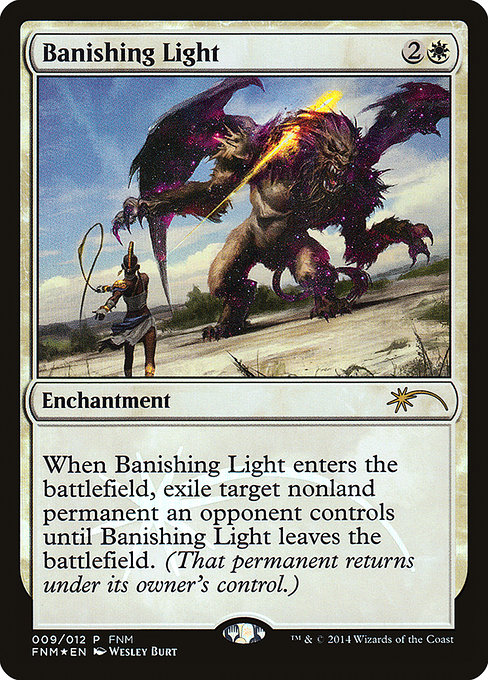 Banishing Light 2
Enchantment
When Banishing Light enters the
battlefield, exile target nonland
permanent an opponent controls
until Banishing Light leaves the
battlefield. (That permanent returns
under its owner's control.)
009/012 P FNM
FNM★EN Wesley Burt
™ & © 2014 Wizards of the Coast